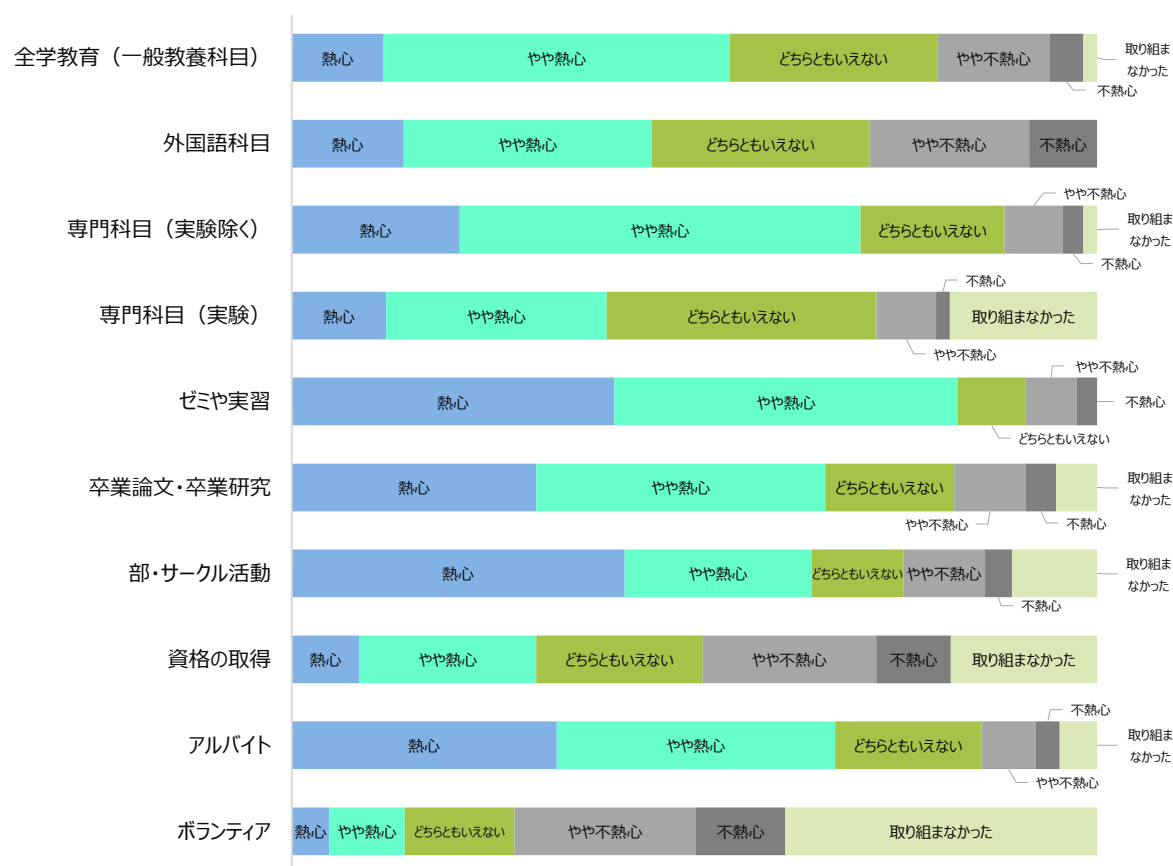 全学教育（一般教養科目）
熱心
やや熱心
どちらともいえない
やや不熱心
不熱心
取り組ま
なかった
外国語科目
熱心
やや熱心
どちらともいえない
やや不熱心
不熱心
専門科目（実験除く）
熱心
やや熱心
どちらともいえない
やや不熱心
不熱心
取り組ま
なかった
専門科目（実験）
熱心
やや熱心
どちらともいえない
やや不熱心
不熱心
取り組まなかった
ゼミや実習
熱心
やや熱心
どちらともいえない
やや不熱心
不熱心
卒業論文・卒業研究
熱心
やや熱心
どちらともいえない
やや不熱心
不熱心
取り組ま
なかった
部・サークル活動
熱心
やや熱心
どちらともいえない
やや不熱心
不熱心
取り組ま
なかった
資格の取得
熱心
やや熱心
どちらともいえない
やや不熱心
不熱心
取り組まなかった
アルバイト
熱心
やや熱心
どちらともいえない
やや不熱心
不熱心
取り組ま
なかった
ボランティア
熱心
やや熱心
どちらともいえない
やや不熱心
不熱心
取り組まなかった